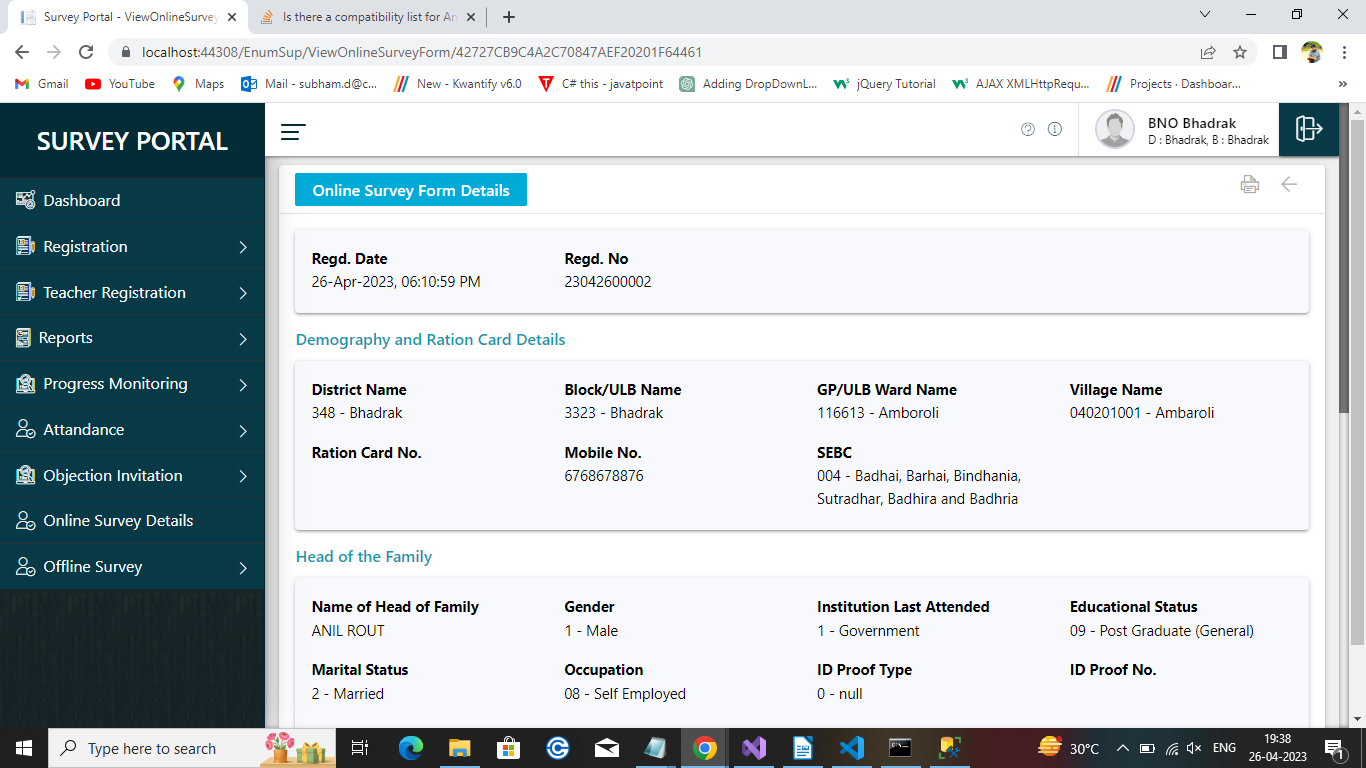 Survey Portal - ViewOnlineSurvey
Is there a compatibility list for An
localhost:44308/EnumSup/ViewOnlineSurveyForm/42727CB9C4A2C70847AEF20201F64461
Gmail
YouTube
Maps
Mail - subham.d@c...
New - Kwantify v6.0
C# this - javatpoint
Adding DropDownL...
jQuery Tutorial
AJAX XMLHttpRequ...
Projects · Dashboar...
SURVEY PORTAL
BNO Bhadrak
D : Bhadrak, B : Bhadrak
Dashboard
Registration
Teacher Registration
Reports
Progress Monitoring
Attandance
Objection Invitation
Online Survey Details
Offline Survey
Online Survey Form Details
Regd. Date
26-Apr-2023, 06:10:59 PM
Regd. No
23042600002
Demography and Ration Card Details
District Name
348 - Bhadrak
Block/ULB Name
3323 - Bhadrak
GP/ULB Ward Name
116613 - Amboroli
Village Name
040201001 - Ambaroli
Ration Card No.
Mobile No.
6768678876
SEBC
004 - Badhai, Barhai, Bindhania,
Sutradhar, Badhira and Badhria
Head of the Family
Name of Head of Family
ANIL ROUT
Gender
1 - Male
Institution Last Attended
1 - Government
Educational Status
09 - Post Graduate (General)
Marital Status
2 - Married
Occupation
08 - Self Employed
ID Proof Type
0 - null
ID Proof No.
Type here to search
30°C
ENG
19:38
26-04-2023
1